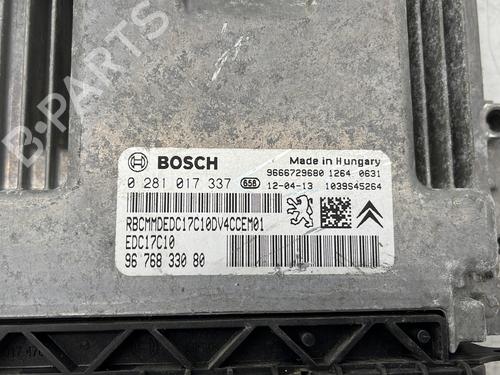 B-PARTS
BOSCH
Made in Hungary
9666729680 1264 0631
0 281 017 337 658 12-04-13 1039S45264
RBCMMDEDC17C10DV4CCEM01
EDC17C10
96 768 330 80